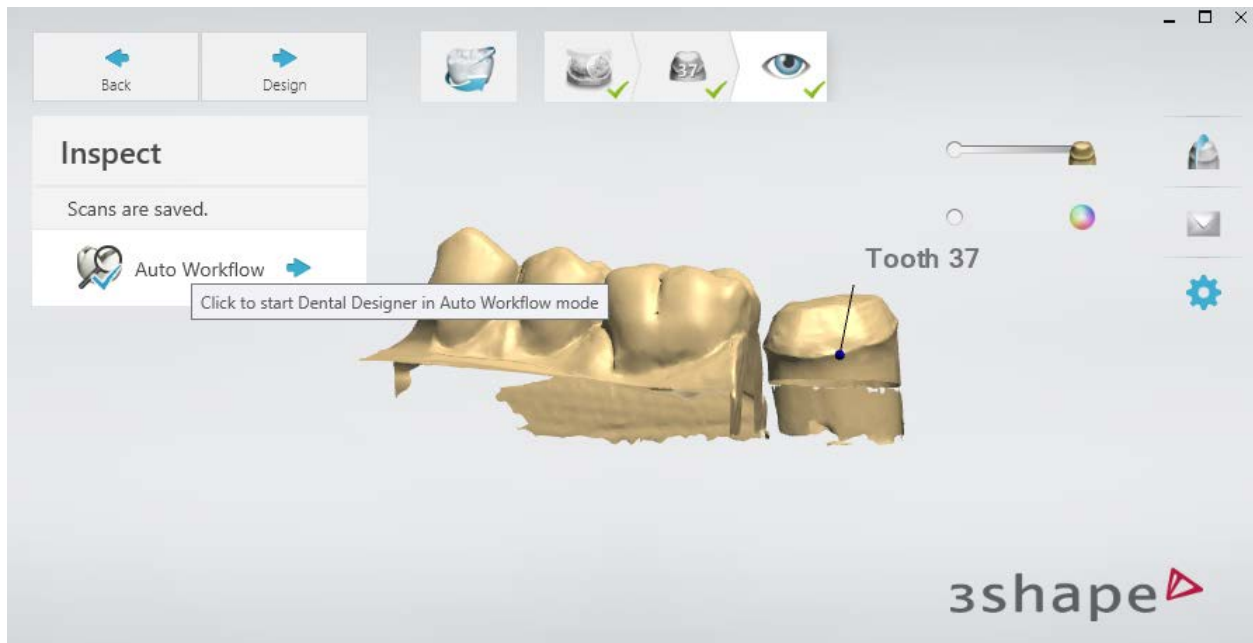 Back
Design
37
Inspect
Scans are saved.
Auto Workflow
Click to start Dental Designer in Auto Workflow mode
Tooth 37
3shape